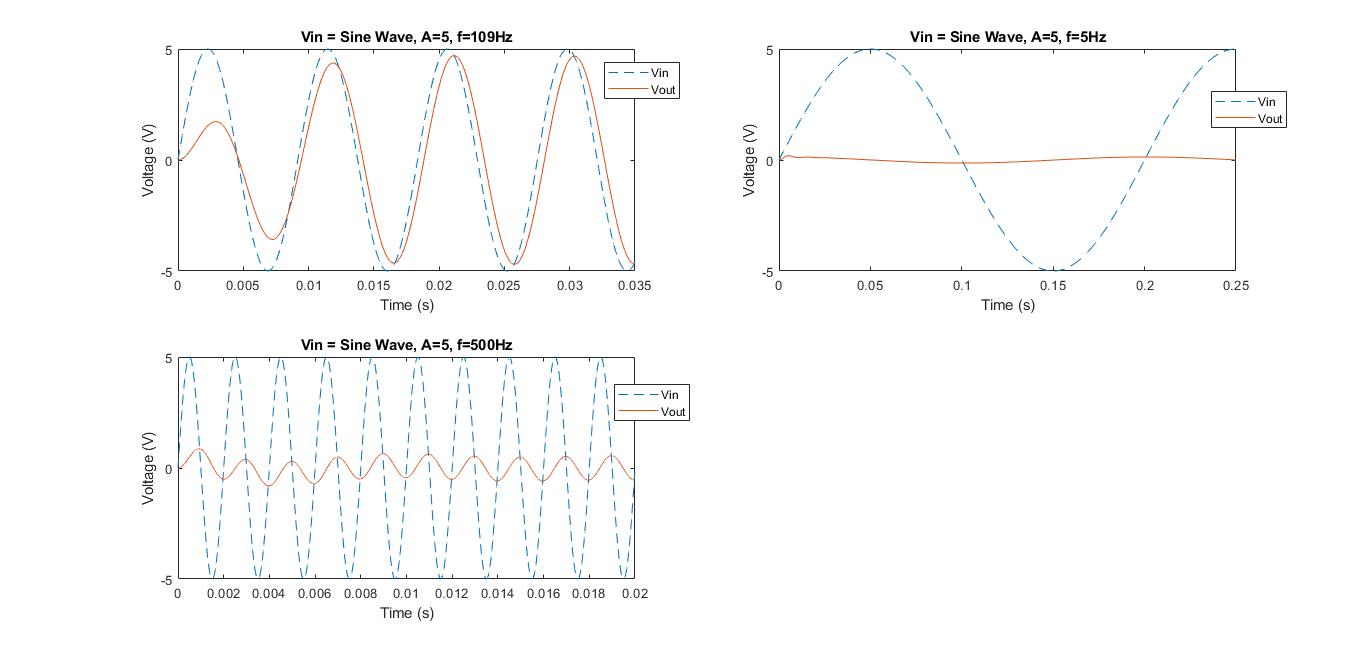 Vin = Sine Wave, A=5, f=109Hz
5
0
-5
Voltage (V)
0 0.005 0.01 0.015 0.02 0.025 0.03 0.035
Time (s)
Vin
Vout
Vin = Sine Wave, A=5, f=5Hz
5
0
-5
Voltage (V)
0 0.05 0.1 0.15 0.2 0.25
Time (s)
Vin
Vout
Vin = Sine Wave, A=5, f=500Hz
5
0
-5
Voltage (V)
0 0.002 0.004 0.006 0.008 0.01 0.012 0.014 0.016 0.018 0.02
Time (s)
Vin
Vout